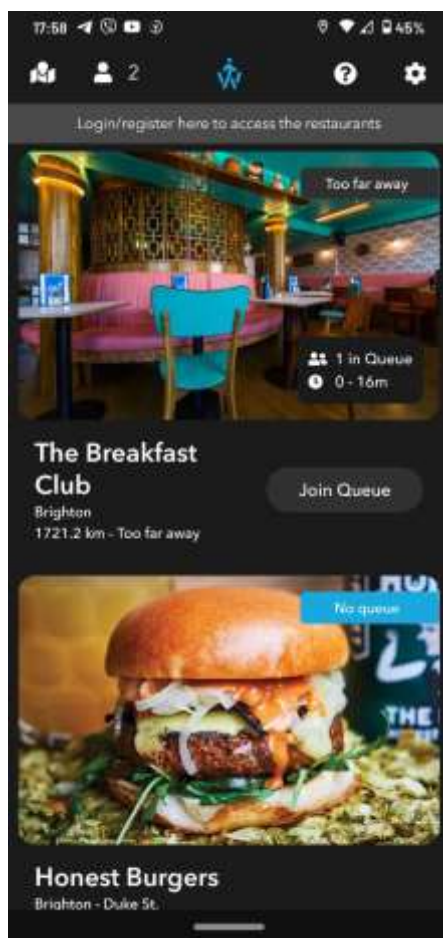 17:58
45%
2
Login/register here to access the restaurants
Too far away
1 in Queue
0 - 16m
The Breakfast
Club
Join Queue
Brighton
1721.2 km - Too far away
No queue
THE
Honest Burgers
Brighton - Duke St.